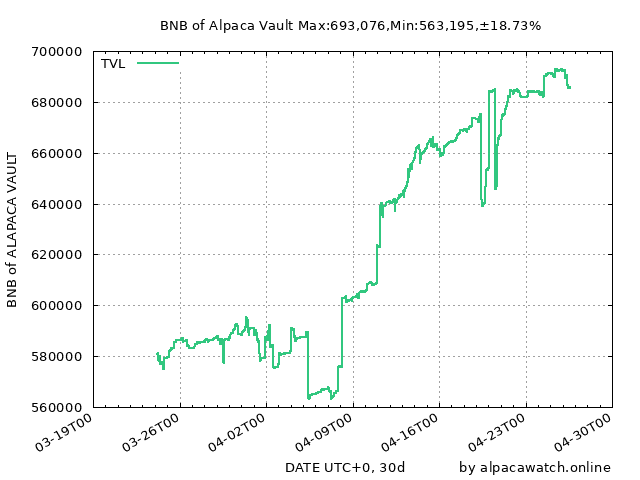 BNB of Alpaca Vault Max:693,076,Min:563,195,±18.73%
TVL
BNB of ALAPACA VAULT
700000
680000
660000
640000
620000
600000
580000
560000
03-19T00
03-26T00
04-02T00
04-09T00
04-16T00
04-23T00
04-30T00
DATE UTC+0, 30d
by alpacawatch.online